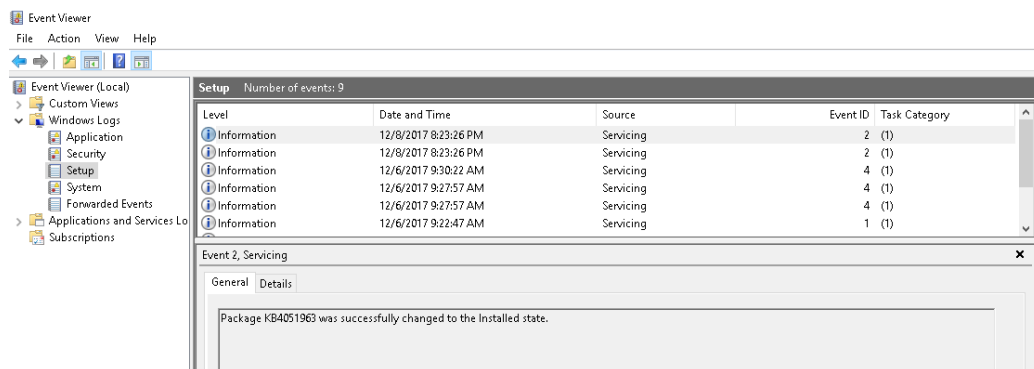 Event Viewer
File Action View Help
Event Viewer (Local)
Custom Views
Windows Logs
Application
Security
Setup
System
Forwarded Events
Applications and Services Lo
Subscriptions
Setup Number of events: 9
Level Date and Time Source Event ID Task Category
Information 12/8/2017 8:23:26 PM Servicing 2 (1)
Information 12/8/2017 8:23:26 PM Servicing 2 (1)
Information 12/6/2017 9:30:22 AM Servicing 4 (1)
Information 12/6/2017 9:27:57 AM Servicing 4 (1)
Information 12/6/2017 9:27:57 AM Servicing 4 (1)
Information 12/6/2017 9:22:47 AM Servicing 1 (1)
Event 2, Servicing
General Details
Package KB4051963 was successfully changed to the Installed state.